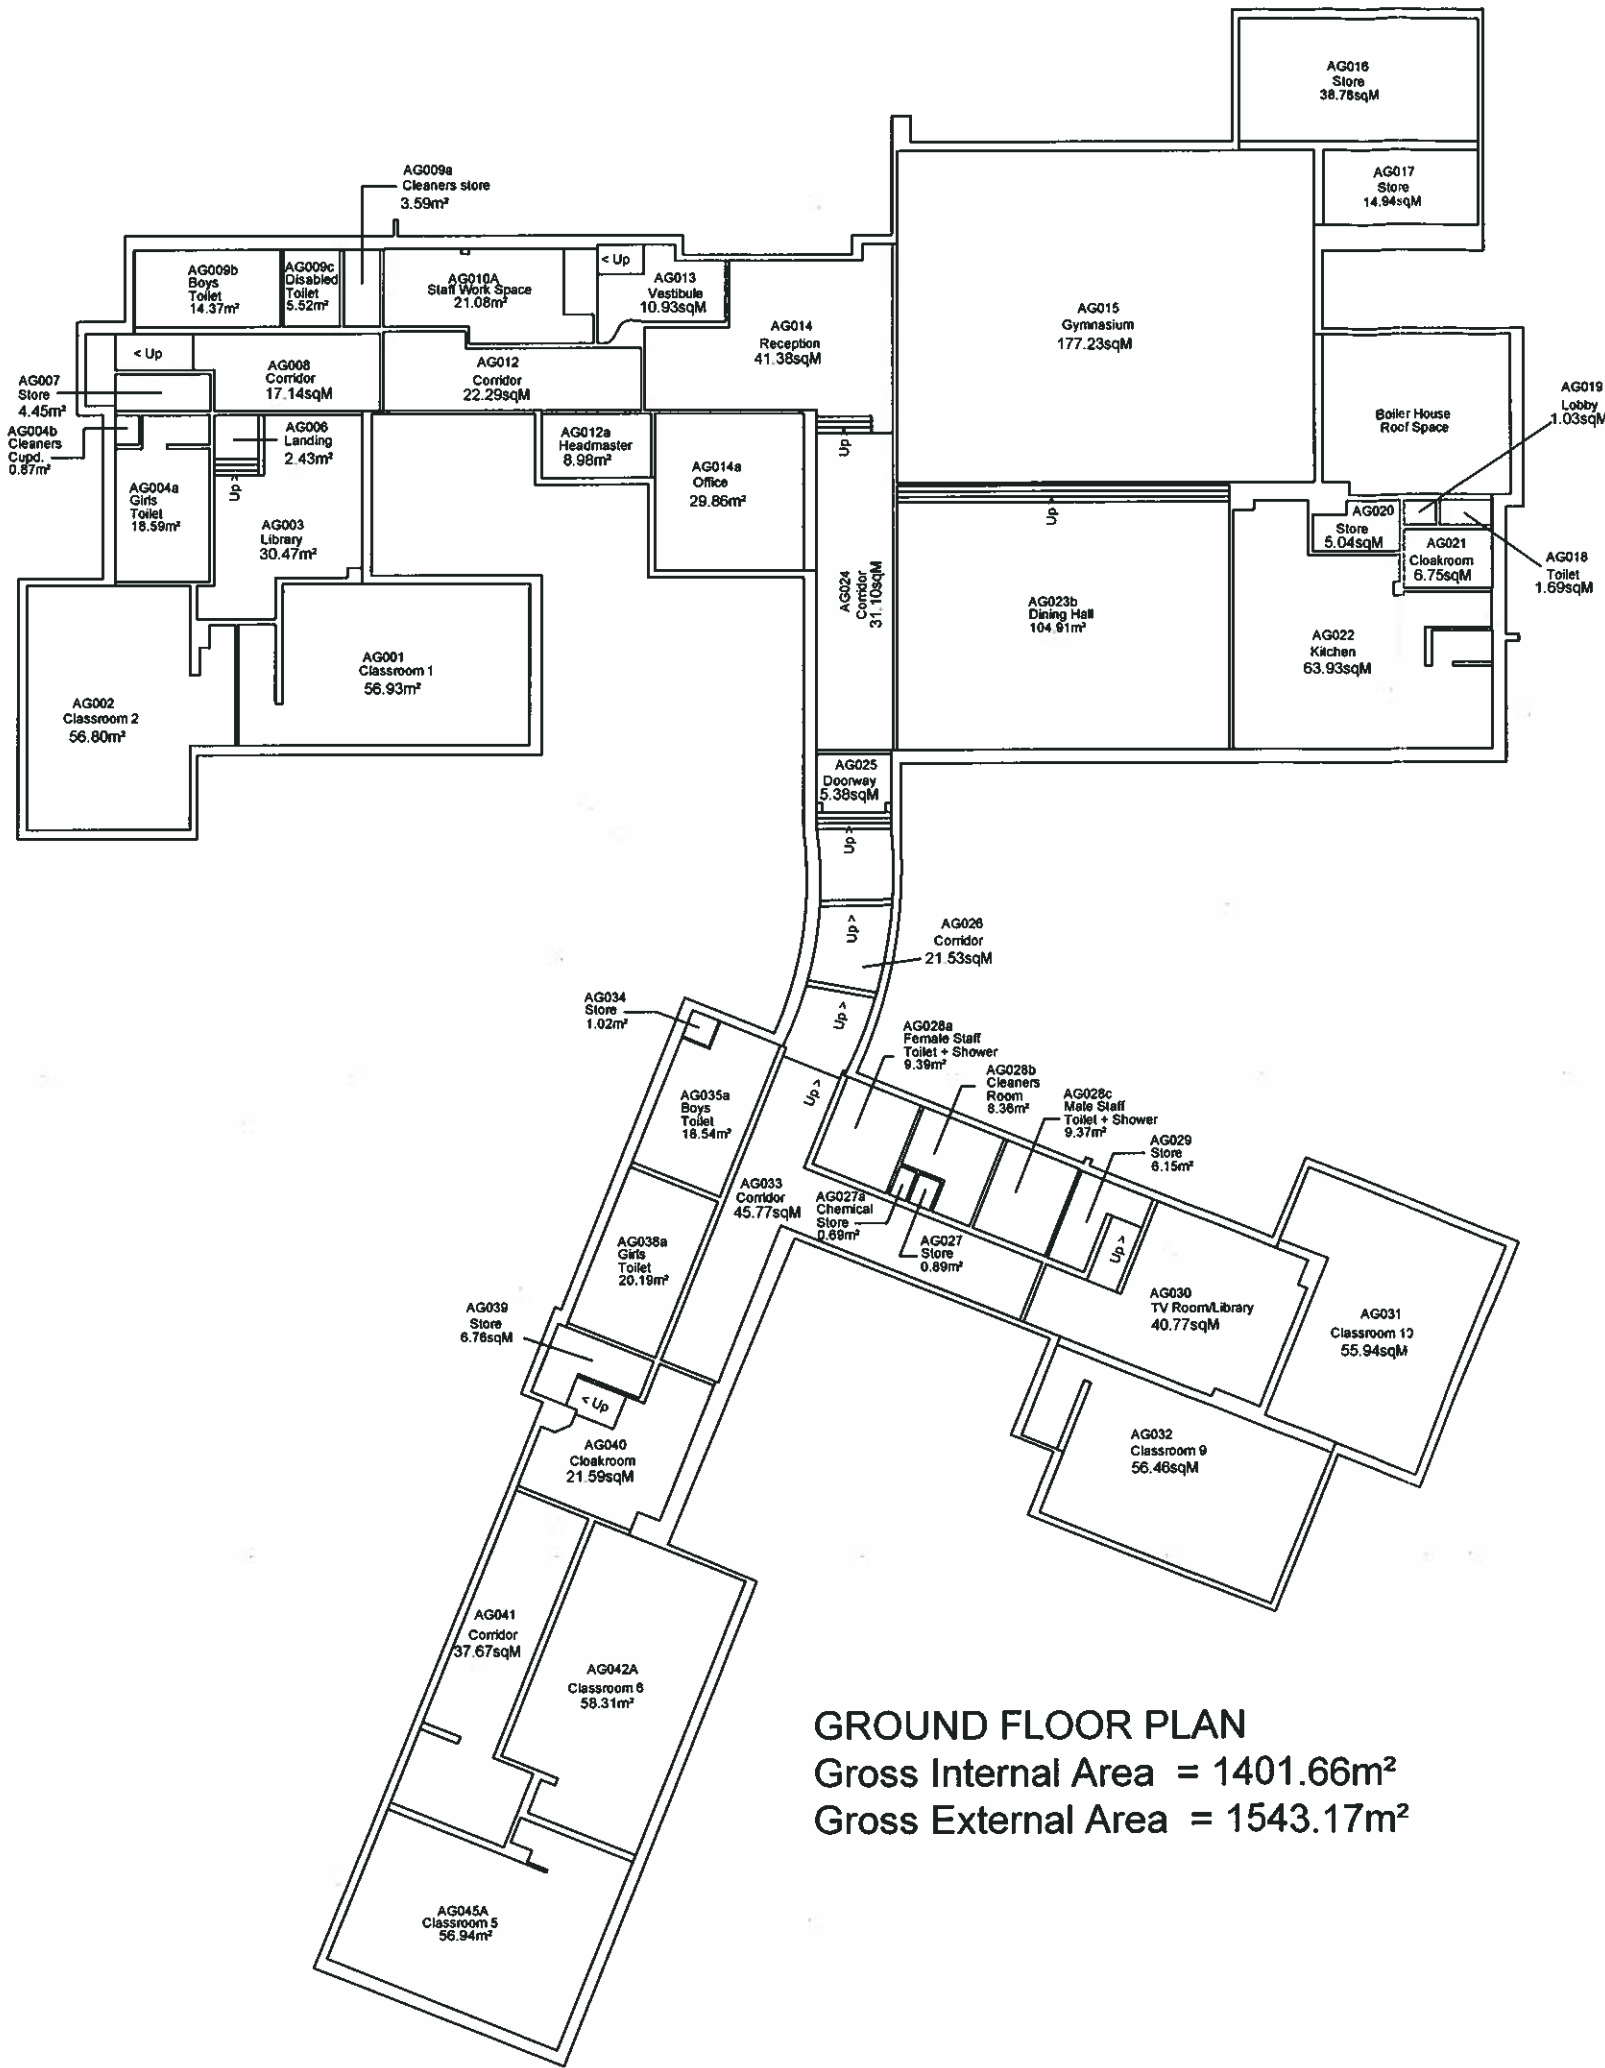 AG016
Store
38.78sqM
AG017
Store
14.94sqM
AG009a
Cleaners store
3.59m²
AG009b
Boys
Toilet
14.37m²
AG009c
Disabled
Toilet
5.52m²
AG010A
Staff Work Space
21.08m²
< Up
AG013
Vestibule
10.93sqM
AG014
Reception
41.38sqM
AG015
Gymnasium
177.23sqM
< Up
AG007
Store
4.45m²
AG008
Corridor
17.14sqM
AG012
Corridor
22.29sqM
AG019
Lobby
1.03sqM
Boiler House
Roof Space
AG004b
Cleaners
Cupd.
0.87m²
AG006
Landing
2.43m²
Up >
AG012a
Headmaster
8.98m²
AG014a
Office
29.86m²
Up >
AG004a
Girls
Toilet
18.59m²
AG003
Library
30.47m²
Up >
AG020
Store
5.04sqM
AG021
Cloakroom
6.75sqM
AG018
Toilet
1.69sqM
AG024
Corridor
31.10sqM
AG023b
Dining Hall
104.91m²
AG022
Kitchen
63.93sqM
AG001
Classroom 1
56.93m²
AG002
Classroom 2
56.80m²
AG025
Doorway
5.38sqM
Up >
Up >
AG026
Corridor
21.53sqM
Up >
AG034
Store
1.02m²
AG028a
Female Staff
Toilet + Shower
9.39m²
AG028b
Cleaners
Room
8.36m²
AG028c
Male Staff
Toilet + Shower
9.37m²
Up >
AG035a
Boys
Toilet
18.54m²
AG029
Store
6.15m²
AG033
Corridor
45.77sqM
AG027a
Chemical
Store
0.69m²
AG027
Store
0.89m²
Up >
AG038a
Girls
Toilet
20.19m²
AG030
TV Room/Library
40.77sqM
AG039
Store
6.76sqM
AG031
Classroom 10
55.94sqM
< Up
AG040
Cloakroom
21.59sqM
AG032
Classroom 9
56.46sqM
AG041
Corridor
37.67sqM
AG042A
Classroom 6
58.31m²
GROUND FLOOR PLAN
Gross Internal Area = 1401.66m²
Gross External Area = 1543.17m²
AG045A
Classroom 5
56.94m²